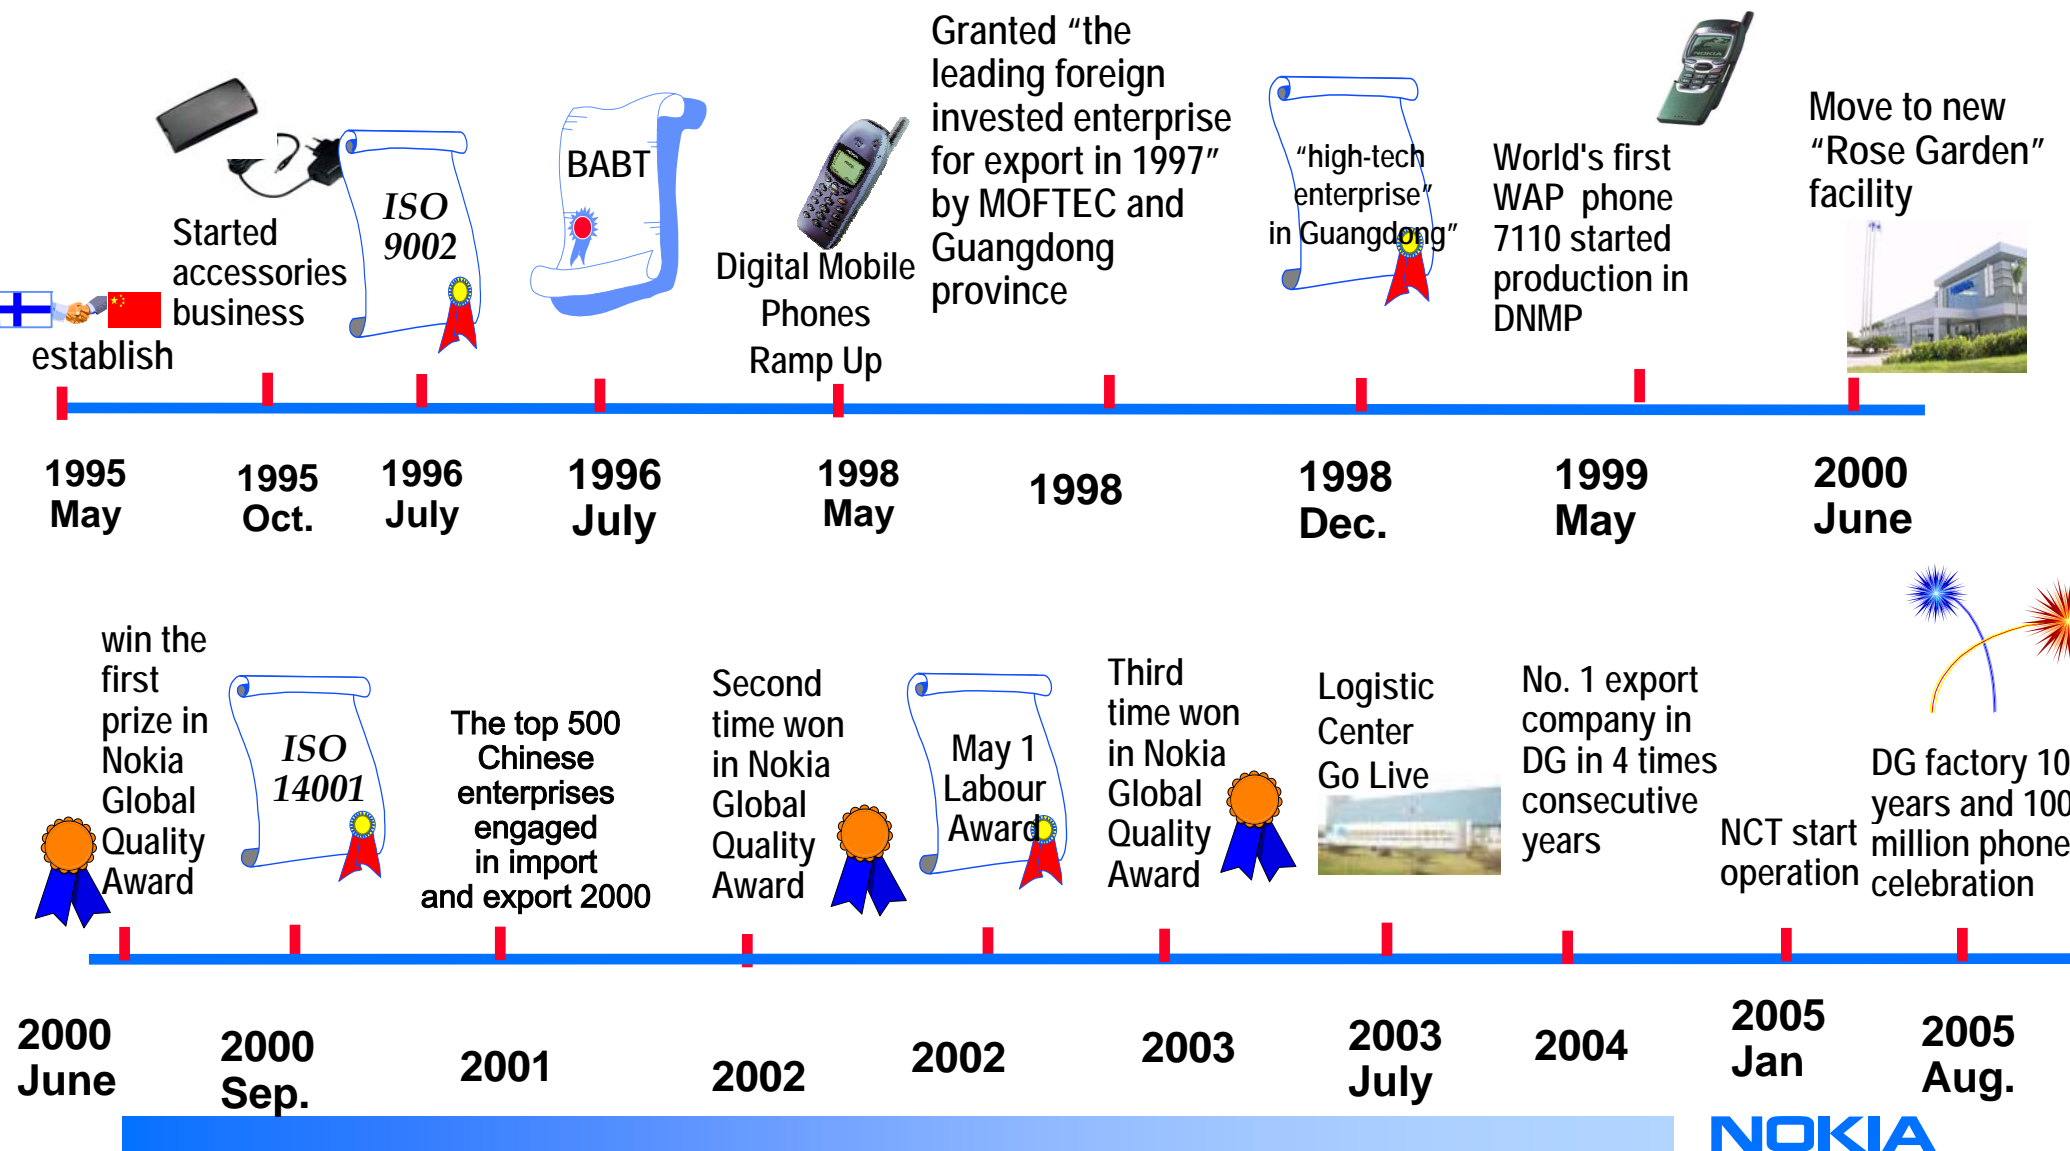 establish
Started
accessories
business
ISO
9002
BABT
Digital Mobile
Phones
Ramp Up
Granted “the
leading foreign
invested enterprise
for export in 1997”
by MOFTEC and
Guangdong
province
“high-tech
enterprise”
in Guangdong”
World's first
WAP phone
7110 started
production in
DNMP
Move to new
“Rose Garden”
facility
1995
May
1995
Oct.
1996
July
1996
July
1998
May
1998
1998
Dec.
1999
May
2000
June
win the
first
prize in
Nokia
Global
Quality
Award
ISO
14001
The top 500
Chinese
enterprises
engaged
in import
and export 2000
Second
time won
in Nokia
Global
Quality
Award
May 1
Labour
Award
Third
time won
in Nokia
Global
Quality
Award
Logistic
Center
Go Live
No. 1 export
company in
DG in 4 times
consecutive
years
NCT start
operation
DG factory 10
years and 100
million phone
celebration
2000
June
2000
Sep.
2001
2002
2002
2003
2003
July
2004
2005
Jan
2005
Aug.
NOKIA